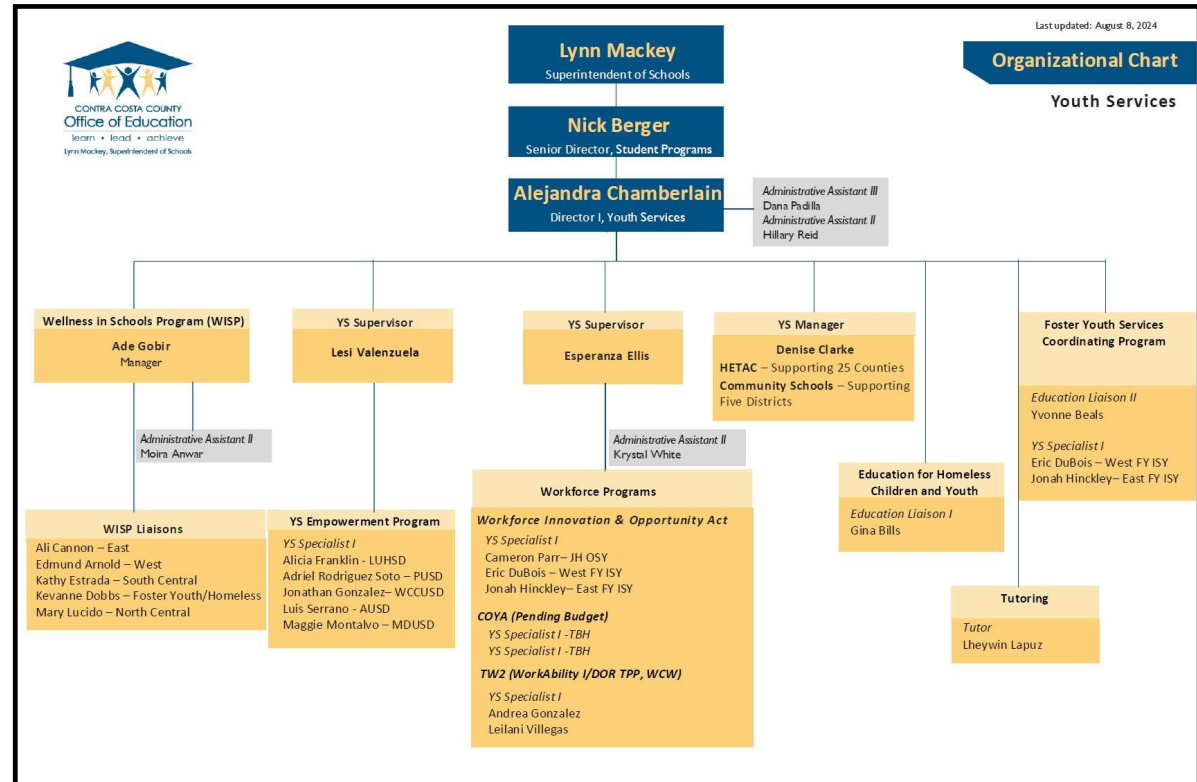 Last updated: August 8, 2024
CONTRA COSTA COUNTY
Office of Education
learn • lead • achieve
Lynn Mackey, Superintendent of Schools
Lynn Mackey
Superintendent of Schools
Organizational Chart
Youth Services
Nick Berger
Senior Director, Student Programs
Alejandra Chamberlain
Director I, Youth Services
Administrative Assistant III
Dana Padilla
Administrative Assistant II
Hillary Reid
Wellness in Schools Program (WISP)
Ade Gobir
Manager
Administrative Assistant II
Moira Anwar
WISP Liaisons
Ali Cannon – East
Edmund Arnold – West
Kathy Estrada – South Central
Kevanne Dobbs – Foster Youth/Homeless
Mary Lucido – North Central
YS Supervisor
Lesi Valenzuela
YS Empowerment Program
YS Specialist I
Alicia Franklin - LUHSD
Adriel Rodriguez Soto – PUSD
Jonathan Gonzalez– WCCUSD
Luis Serrano - AUSD
Maggie Montalvo – MDUSD
YS Supervisor
Esperanza Ellis
Administrative Assistant II
Krystal White
Workforce Programs
Workforce Innovation & Opportunity Act
YS Specialist I
Cameron Parr– JH OSY
Eric DuBois – West FY ISY
Jonah Hinckley– East FY ISY
COYA (Pending Budget)
YS Specialist I -TBH
YS Specialist I -TBH
TW2 (WorkAbility I/DOR TPP, WCW)
YS Specialist I
Andrea Gonzalez
Leilani Villegas
YS Manager
Denise Clarke
HETAC – Supporting 25 Counties
Community Schools – Supporting
Five Districts
Education for Homeless
Children and Youth
Education Liaison I
Gina Bills
Tutoring
Tutor
Lheywin Lapuz
Foster Youth Services
Coordinating Program
Education Liaison II
Yvonne Beals
YS Specialist I
Eric DuBois – West FY ISY
Jonah Hinckley– East FY ISY